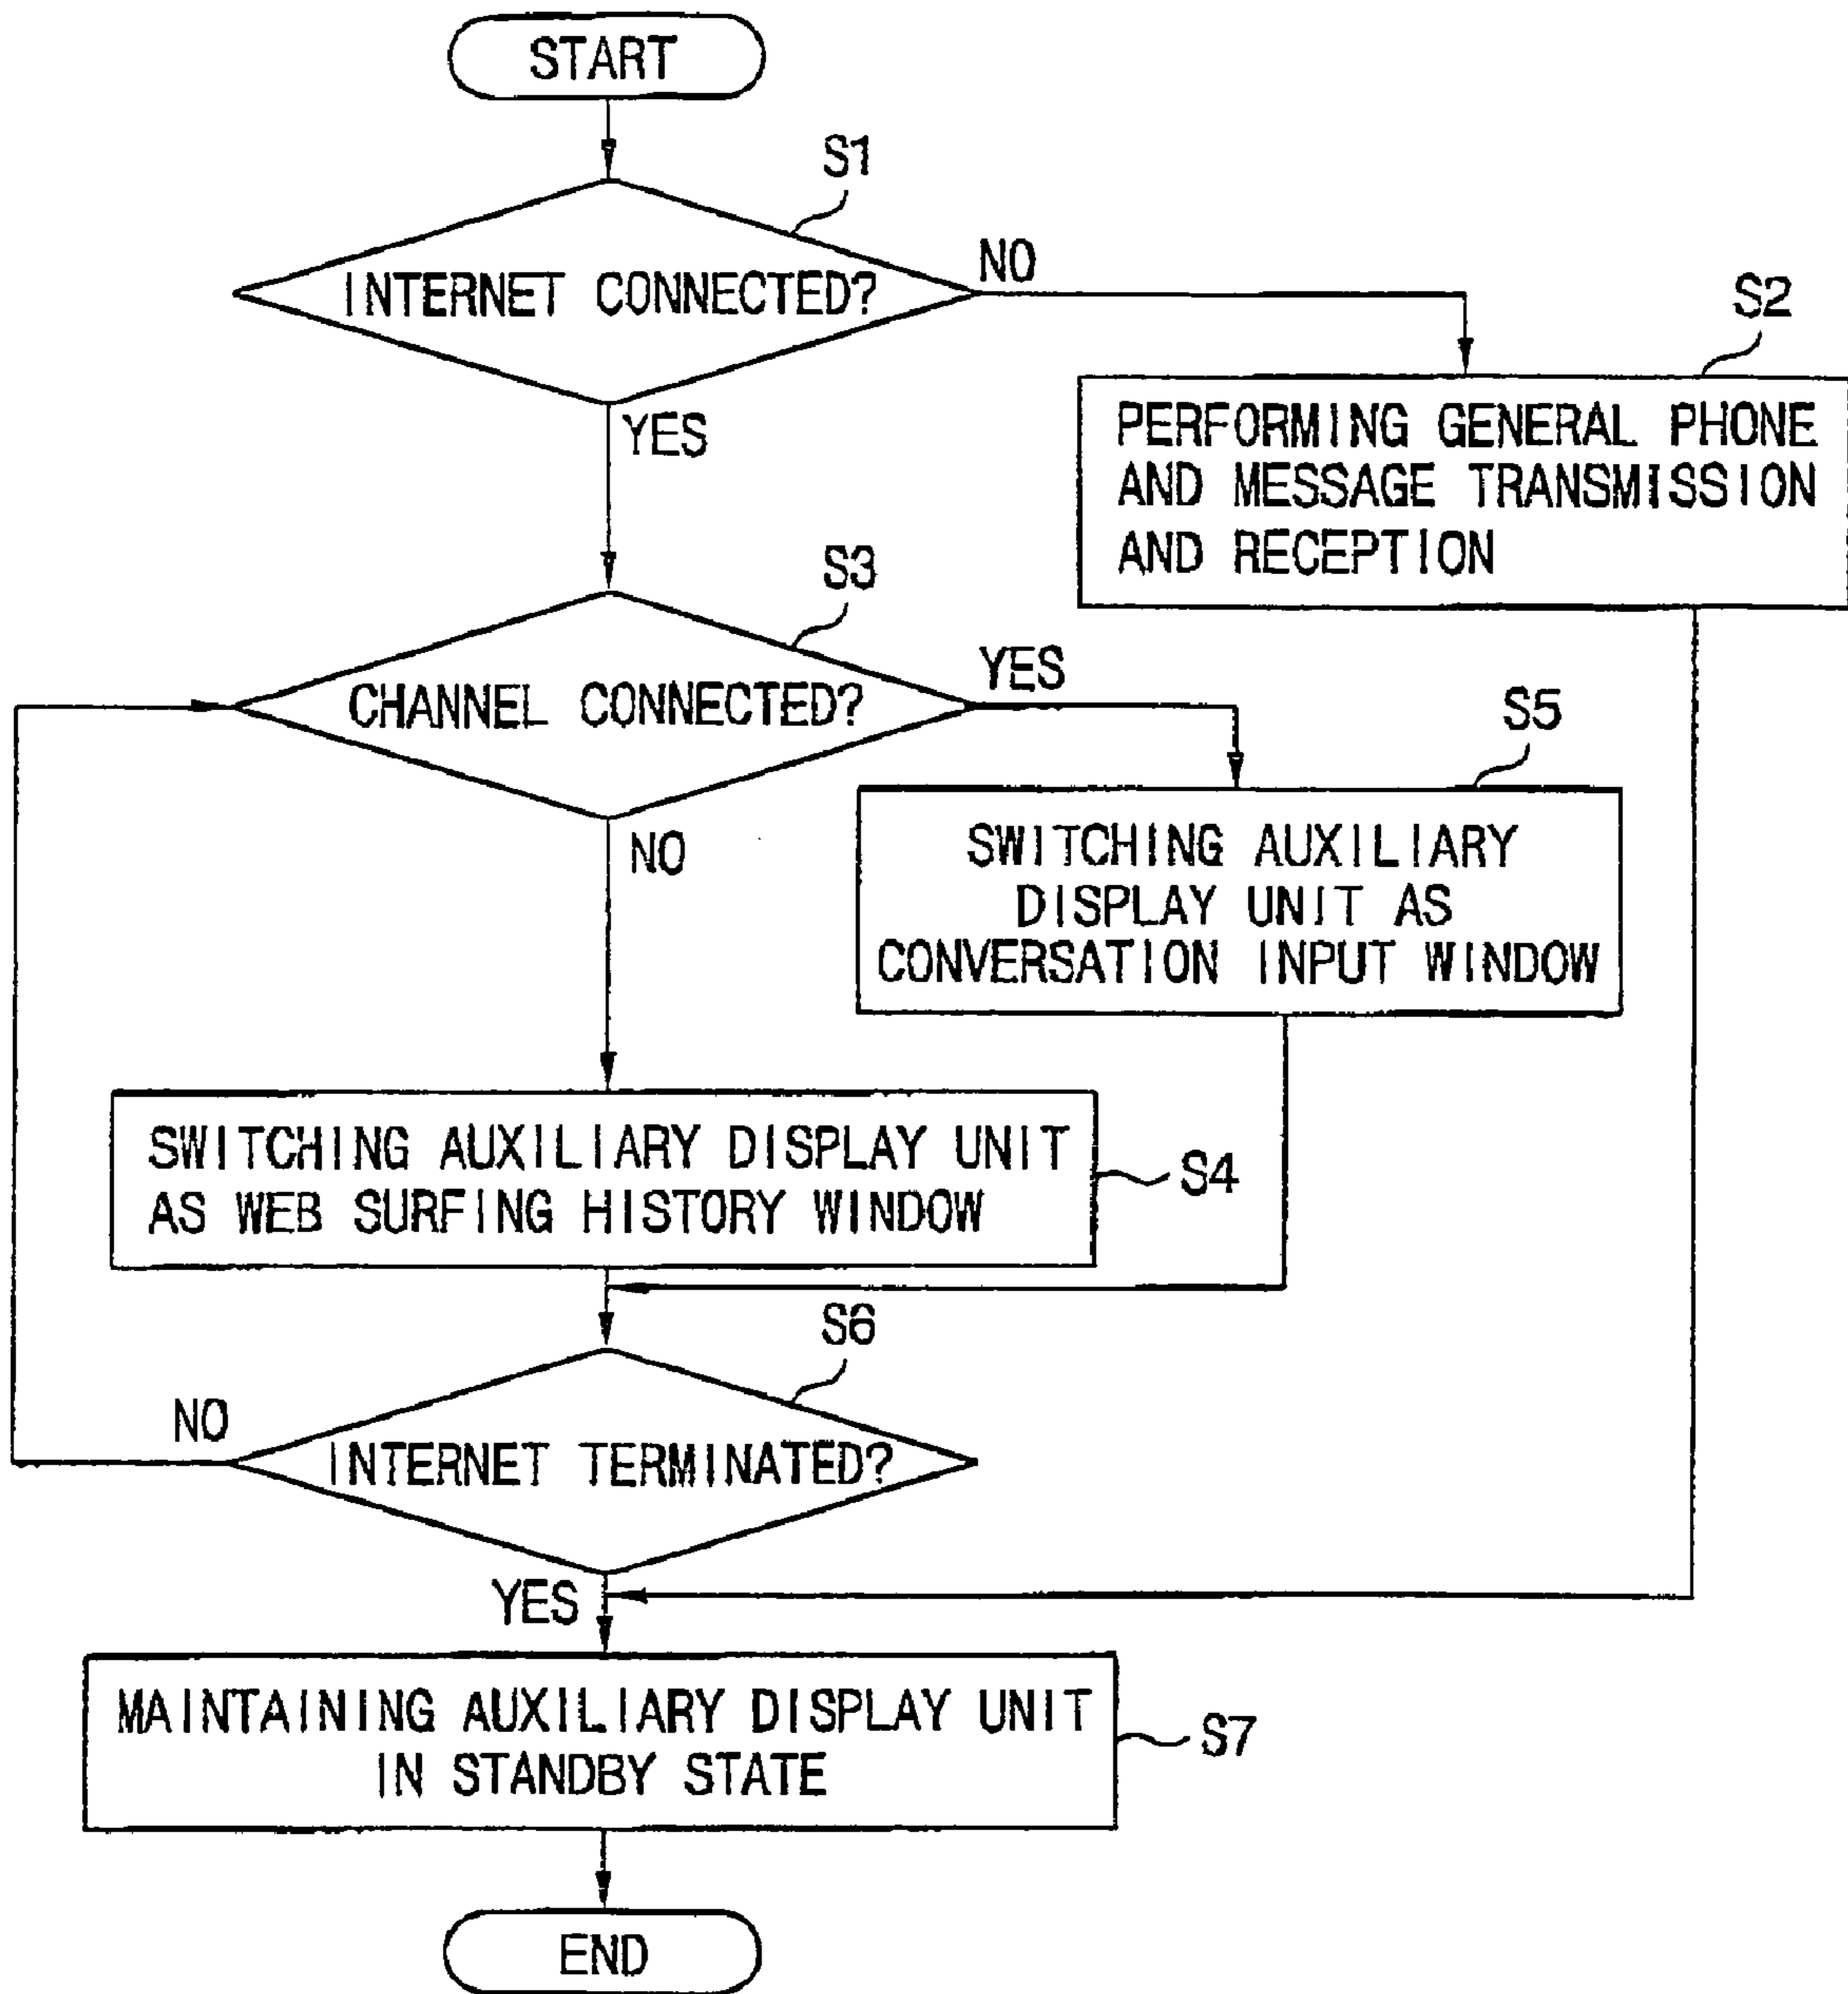 START
S1
INTERNET CONNECTED?
NO
S2
YES
PERFORMING GENERAL PHONE
AND MESSAGE TRANSMISSION
AND RECEPTION
S3
CHANNEL CONNECTED?
YES
S5
NO
SWITCHING AUXILIARY
DISPLAY UNIT AS
CONVERSATION INPUT WINDOW
SWITCHING AUXILIARY DISPLAY UNIT
AS WEB SURFING HISTORY WINDOW
S4
S6
NO
INTERNET TERMINATED?
YES
MAINTAINING AUXILIARY DISPLAY UNIT
IN STANDBY STATE
S7
END